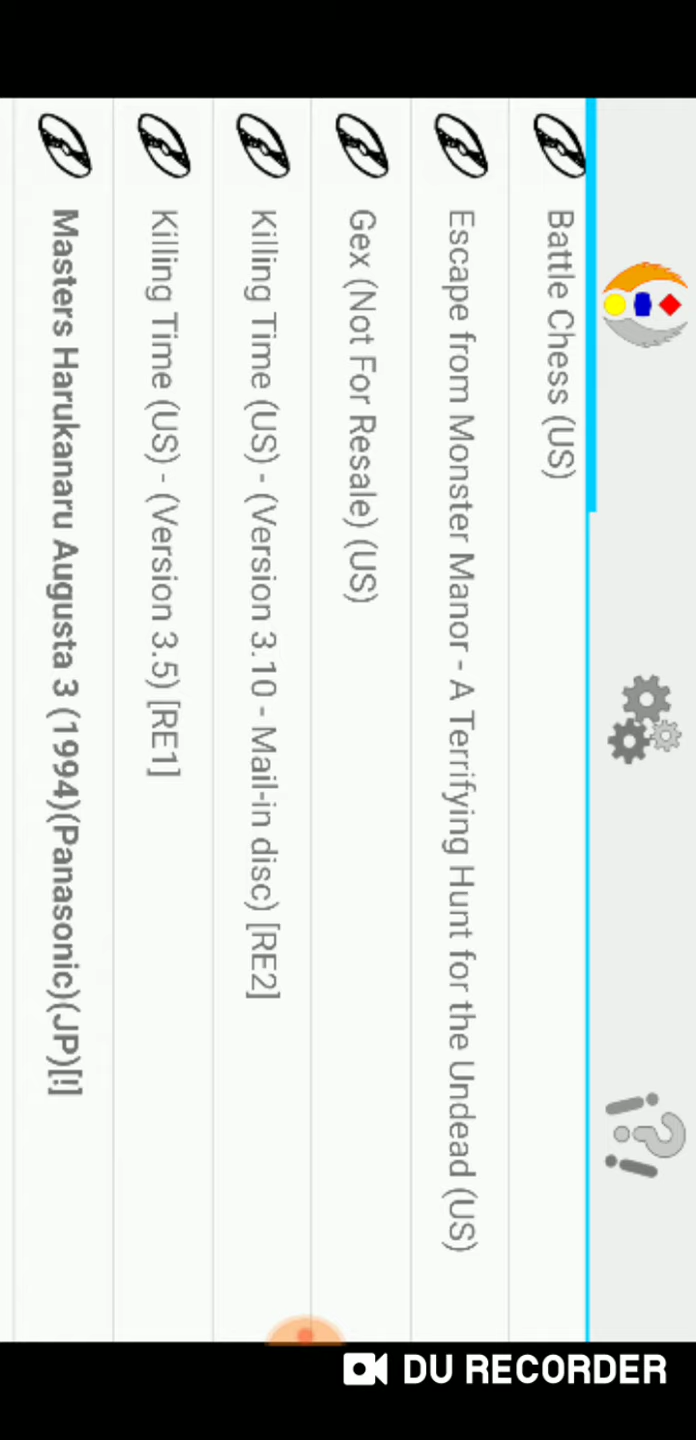 Battle Chess (US)
Escape from Monster Manor - A Terrifying Hunt for the Undead (US)
Gex (Not For Resale) (US)
Killing Time (US) - (Version 3.10 - Mail-in disc) [RE2]
Killing Time (US) - (Version 3.5) [RE1]
Masters Harukanaru Augusta 3 (1994)(Panasonic)(JP)[!]
DU RECORDER